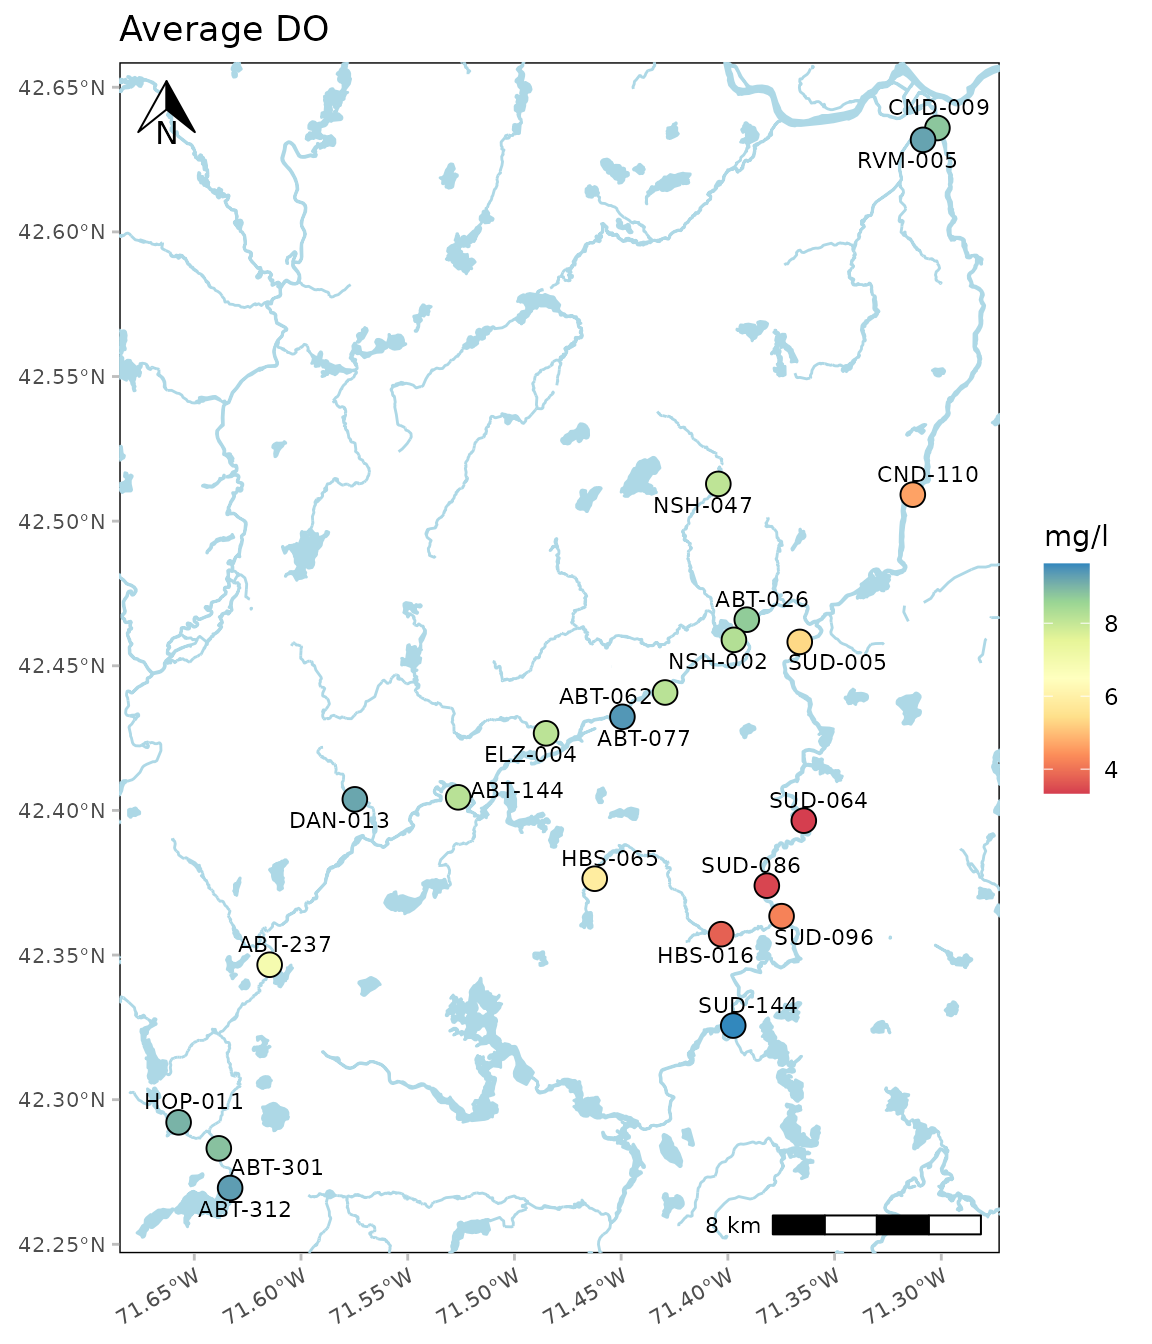 Average DO
42.65°N
42.60°N
42.55°N
42.50°N
42.45°N
42.40°N
42.35°N
42.30°N
42.25°N
N
CND-009
RVM-005
CND-110
NSH-047
ABT-026
NSH-002
SUD-005
ABT-062
ABT-077
ELZ-004
ABT-144
DAN-013
SUD-064
HBS-065
SUD-086
SUD-096
HBS-016
ABT-237
SUD-144
HOP-011
ABT-301
ABT-312
8 km
71.65°W
71.60°W
71.55°W
71.50°W
71.45°W
71.40°W
71.35°W
71.30°W
mg/l
8
6
4